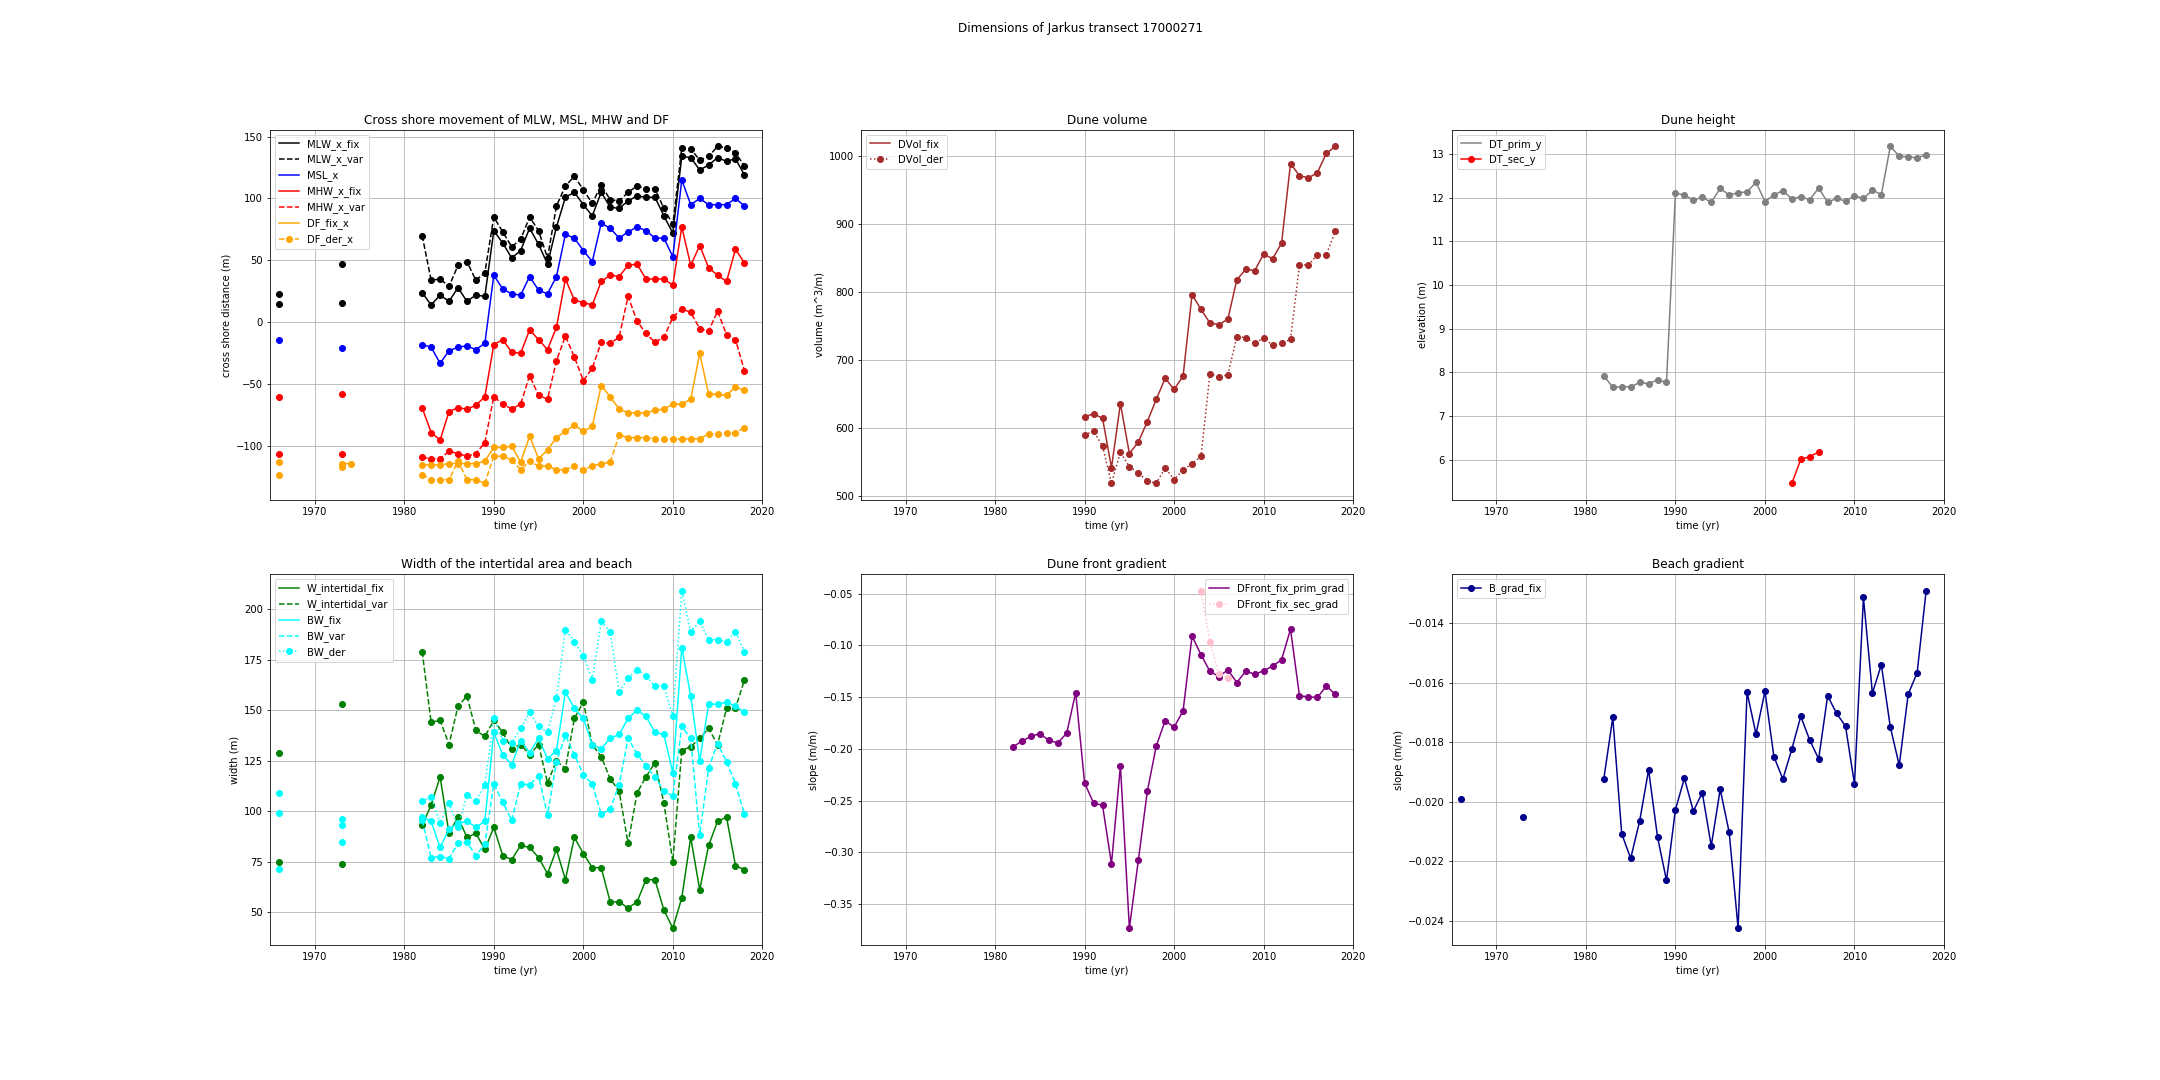 Dimensions of Jarkus transect 17000271
Cross shore movement of MLW, MSL, MHW and DF
cross shore distance (m)
150
100
50
0
−50
−100
MLW_x_fix
MLW_x_var
MSL_x
MHW_x_fix
MHW_x_var
DF_fix_x
DF_der_x
1970 1980 1990 2000 2010 2020
time (yr)
Dune volume
volume (m^3/m)
1000
900
800
700
600
500
DVol_fix
DVol_der
1970 1980 1990 2000 2010 2020
time (yr)
Dune height
elevation (m)
13
12
11
10
9
8
7
6
DT_prim_y
DT_sec_y
1970 1980 1990 2000 2010 2020
time (yr)
Width of the intertidal area and beach
width (m)
200
175
150
125
100
75
50
W_intertidal_fix
W_intertidal_var
BW_fix
BW_var
BW_der
1970 1980 1990 2000 2010 2020
time (yr)
Dune front gradient
slope (m/m)
−0.05
−0.10
−0.15
−0.20
−0.25
−0.30
−0.35
DFront_fix_prim_grad
DFront_fix_sec_grad
1970 1980 1990 2000 2010 2020
time (yr)
Beach gradient
slope (m/m)
−0.014
−0.016
−0.018
−0.020
−0.022
−0.024
B_grad_fix
1970 1980 1990 2000 2010 2020
time (yr)